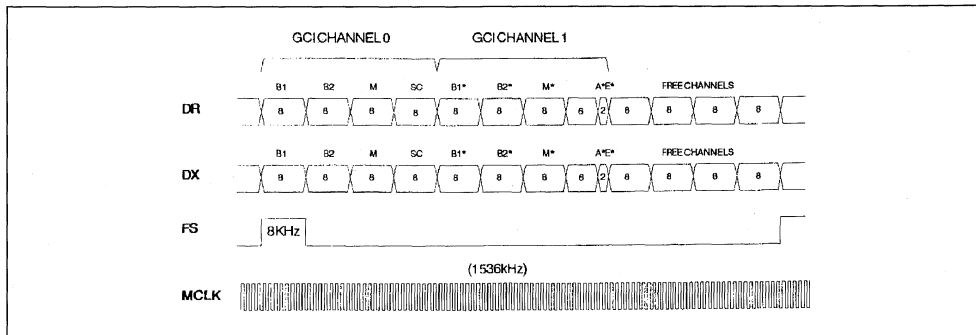 GCI CHANNEL 0 GCI CHANNEL 1
B1 B2 M SC B1* B2* M* A*E* FREE CHANNELS
DR 8 8 8 8 8 8 8 6 2 8 8 8 8
B1 B2 M SC B1* B2* M* A*E* FREE CHANNELS
DX 8 8 8 8 8 8 8 6 2 8 8 8 8
FS 8KHz
(1536kHz)
MCLK